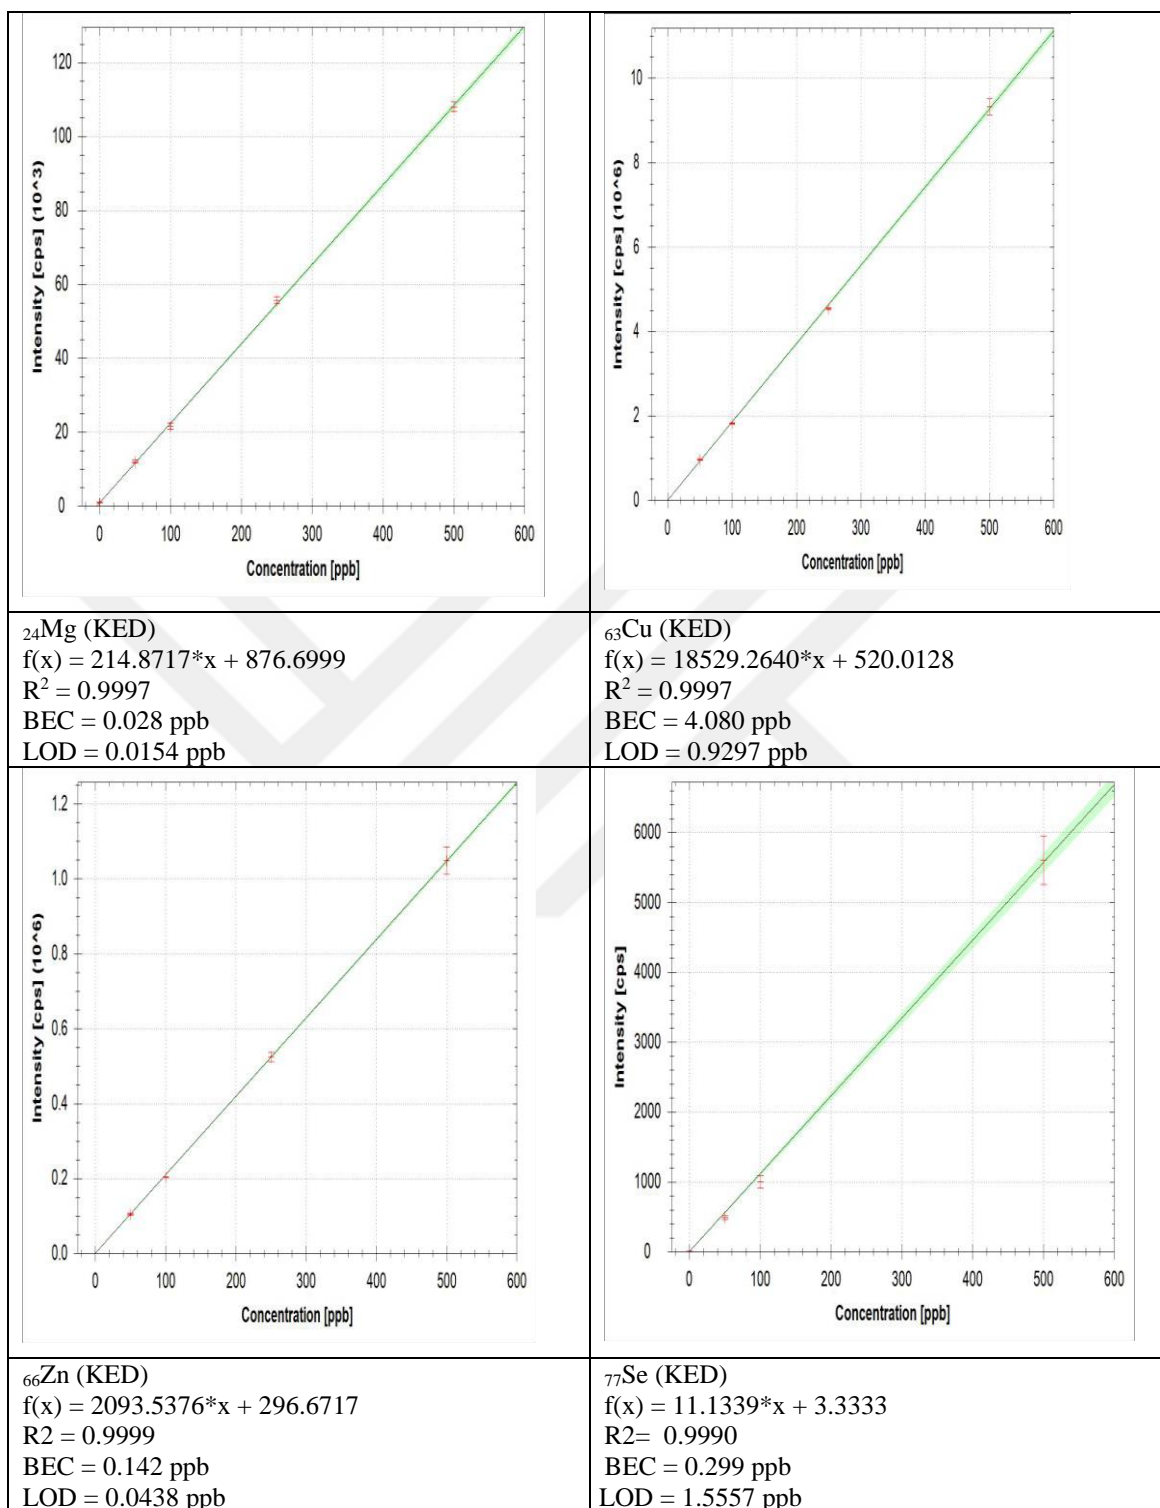 120
100
80
60
40
20
0
Intensity [cps] (10^3)
0 100 200 300 400 500 600
Concentration [ppb]
10
8
6
4
2
0
Intensity [cps] (10^6)
0 100 200 300 400 500 600
Concentration [ppb]
24Mg (KED)
f(x) = 214.8717*x + 876.6999
R2 = 0.9997
BEC = 0.028 ppb
LOD = 0.0154 ppb
63Cu (KED)
f(x) = 18529.2640*x + 520.0128
R2 = 0.9997
BEC = 4.080 ppb
LOD = 0.9297 ppb
1.2
1.0
0.8
0.6
0.4
0.2
0.0
Intensity [cps] (10^6)
0 100 200 300 400 500 600
Concentration [ppb]
6000
5000
4000
3000
2000
1000
0
Intensity [cps]
0 100 200 300 400 500 600
Concentration [ppb]
66Zn (KED)
f(x) = 2093.5376*x + 296.6717
R2 = 0.9999
BEC = 0.142 ppb
LOD = 0.0438 ppb
77Se (KED)
f(x) = 11.1339*x + 3.3333
R2= 0.9990
BEC = 0.299 ppb
LOD = 1.5557 ppb